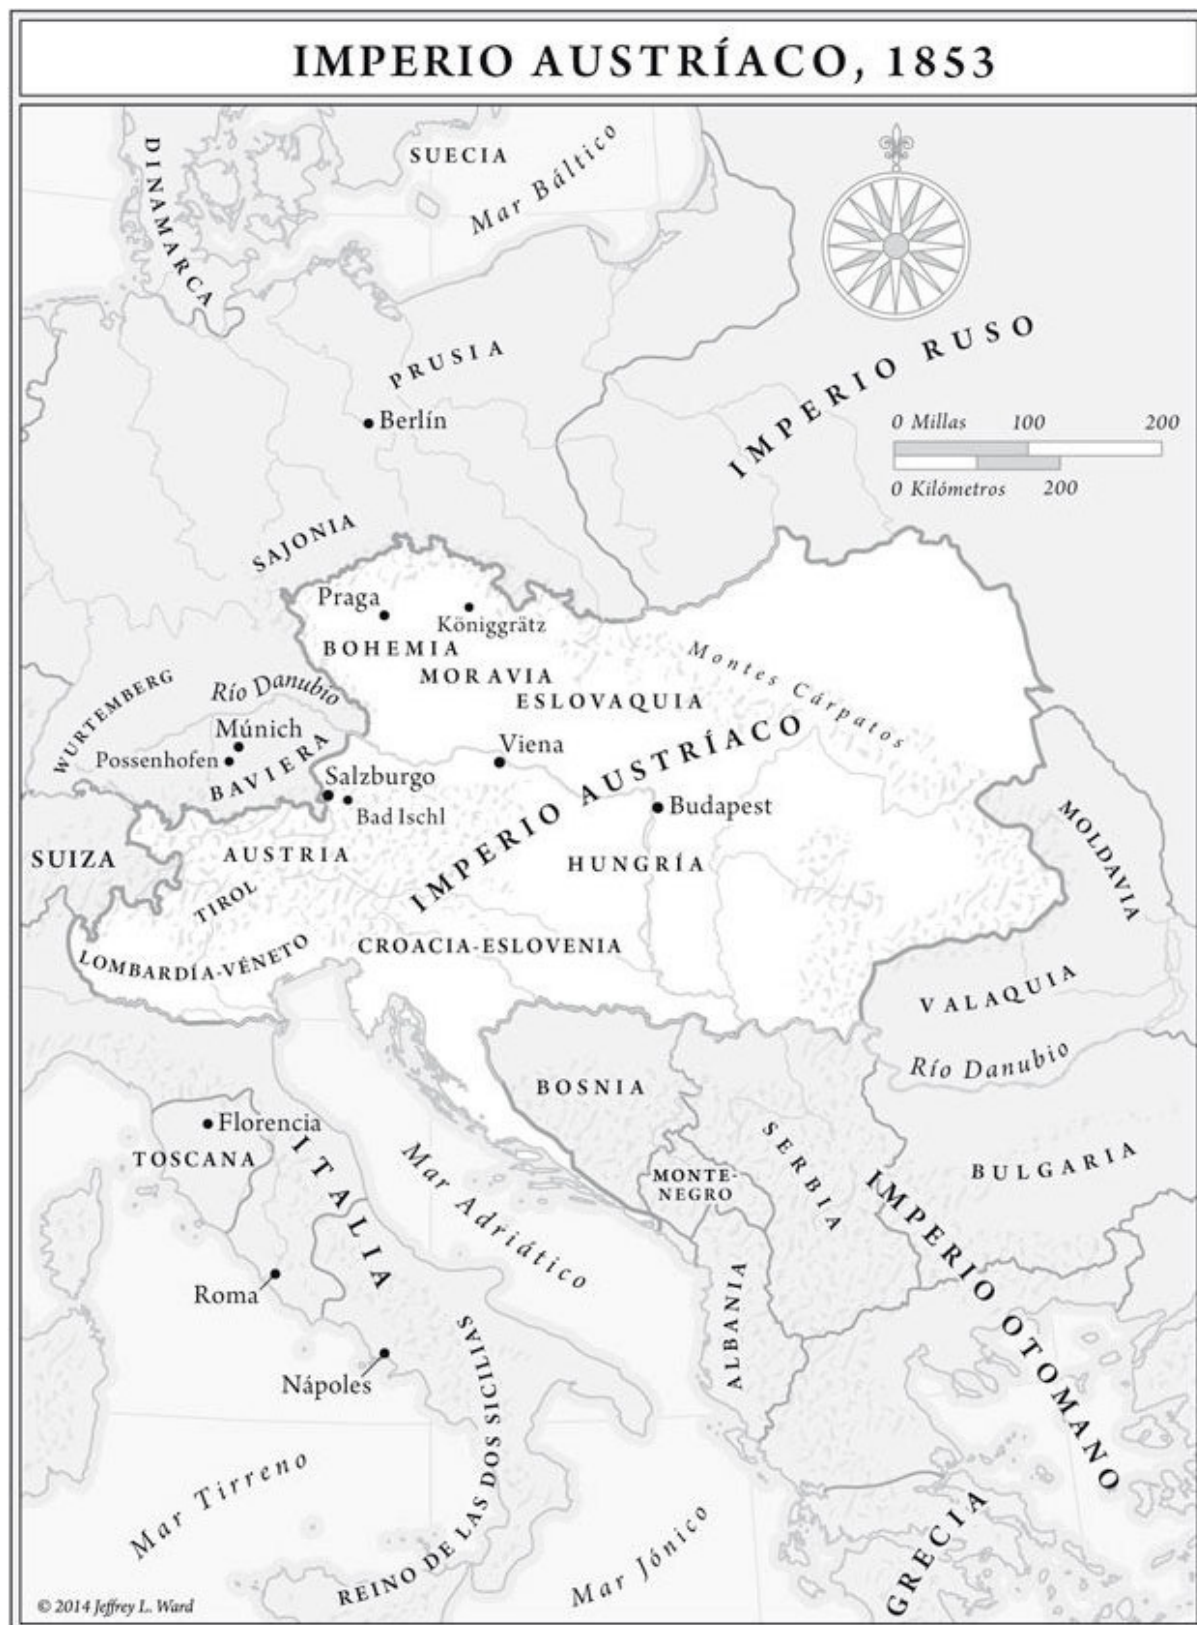 IMPERIO AUSTRÍACO, 1853
DINAMARCA
SUECIA
Mar Báltico
PRUSIA
Berlín
IMPERIO RUSO
0 Millas 100 200
0 Kilómetros 200
SAJONIA
Praga
Königgrätz
BOHEMIA
MORAVIA
ESLOVAQUIA
Montes Cárpatos
WURTEMBERG
Río Danubio
Múnich
Possenhofen
BAVIERA
Viena
Salzburgo
Bad Ischl
IMPERIO AUSTRÍACO
Budapest
MOLDAVIA
SUIZA
AUSTRIA
HUNGRÍA
TIROL
LOMBARDÍA-VÉNETO
CROACIA-ESLOVENIA
VALAQUIA
Río Danubio
BOSNIA
Florencia
TOSCANA
ITALIA
Mar Adriático
MONTE-
NEGRO
SERBIA
BULGARIA
IMPERIO OTOMANO
Roma
ALBANIA
Nápoles
REINO DE LAS DOS SICILIAS
Mar Tirreno
Mar Jónico
GRECIA
© 2014 Jeffrey L. Ward